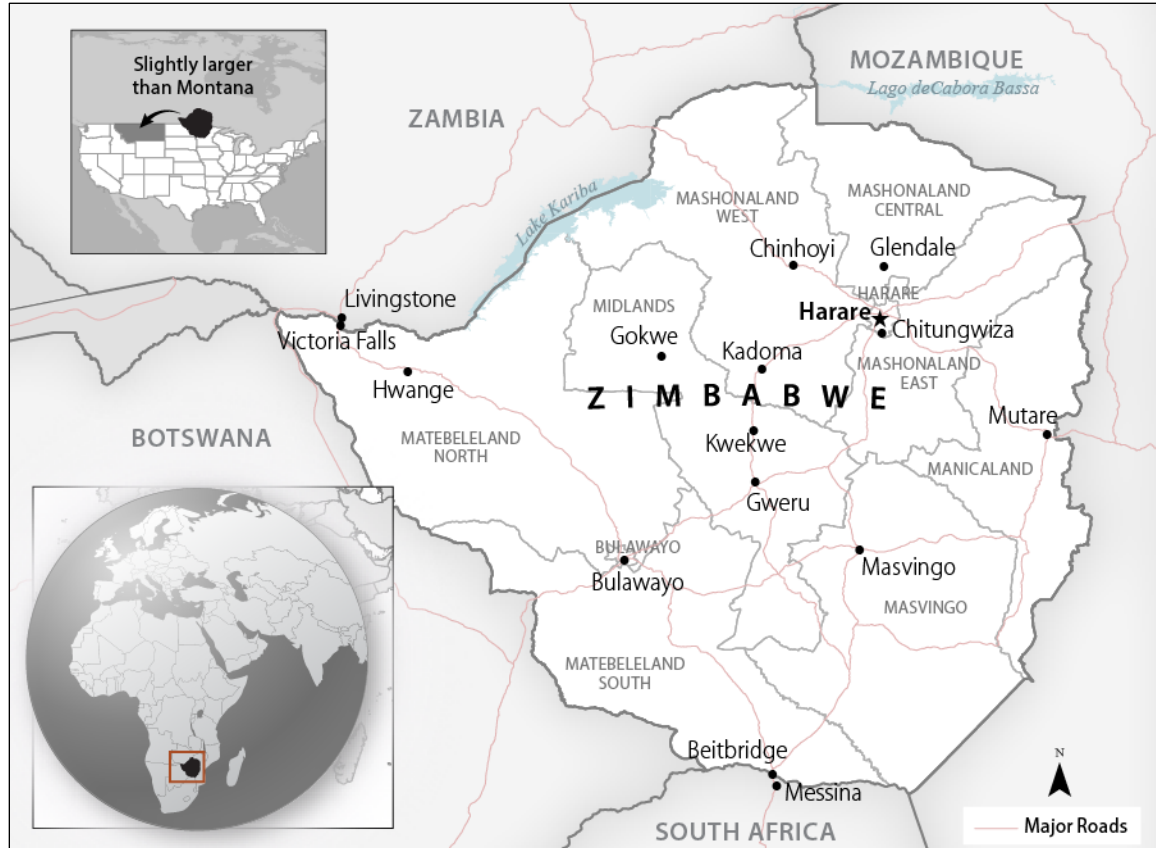 Slightly larger
than Montana
MOZAMBIQUE
Lago deCabora Bassa
ZAMBIA
Lake Kariba
MASHONALAND
WEST
MASHONALAND
CENTRAL
Chinhoyi
Glendale
HARARE
Harare
Chitungwiza
MASHONALAND
EAST
Livingstone
Victoria Falls
Hwange
MIDLANDS
Gokwe
Kadoma
ZIMBABWE
Mutare
BOTSWANA
MATEBELELAND
NORTH
Kwekwe
MANICALAND
Gweru
BULAWAYO
Bulawayo
Masvingo
MASVINGO
MATEBELELAND
SOUTH
Beitbridge
Messina
SOUTH AFRICA
N
Major Roads